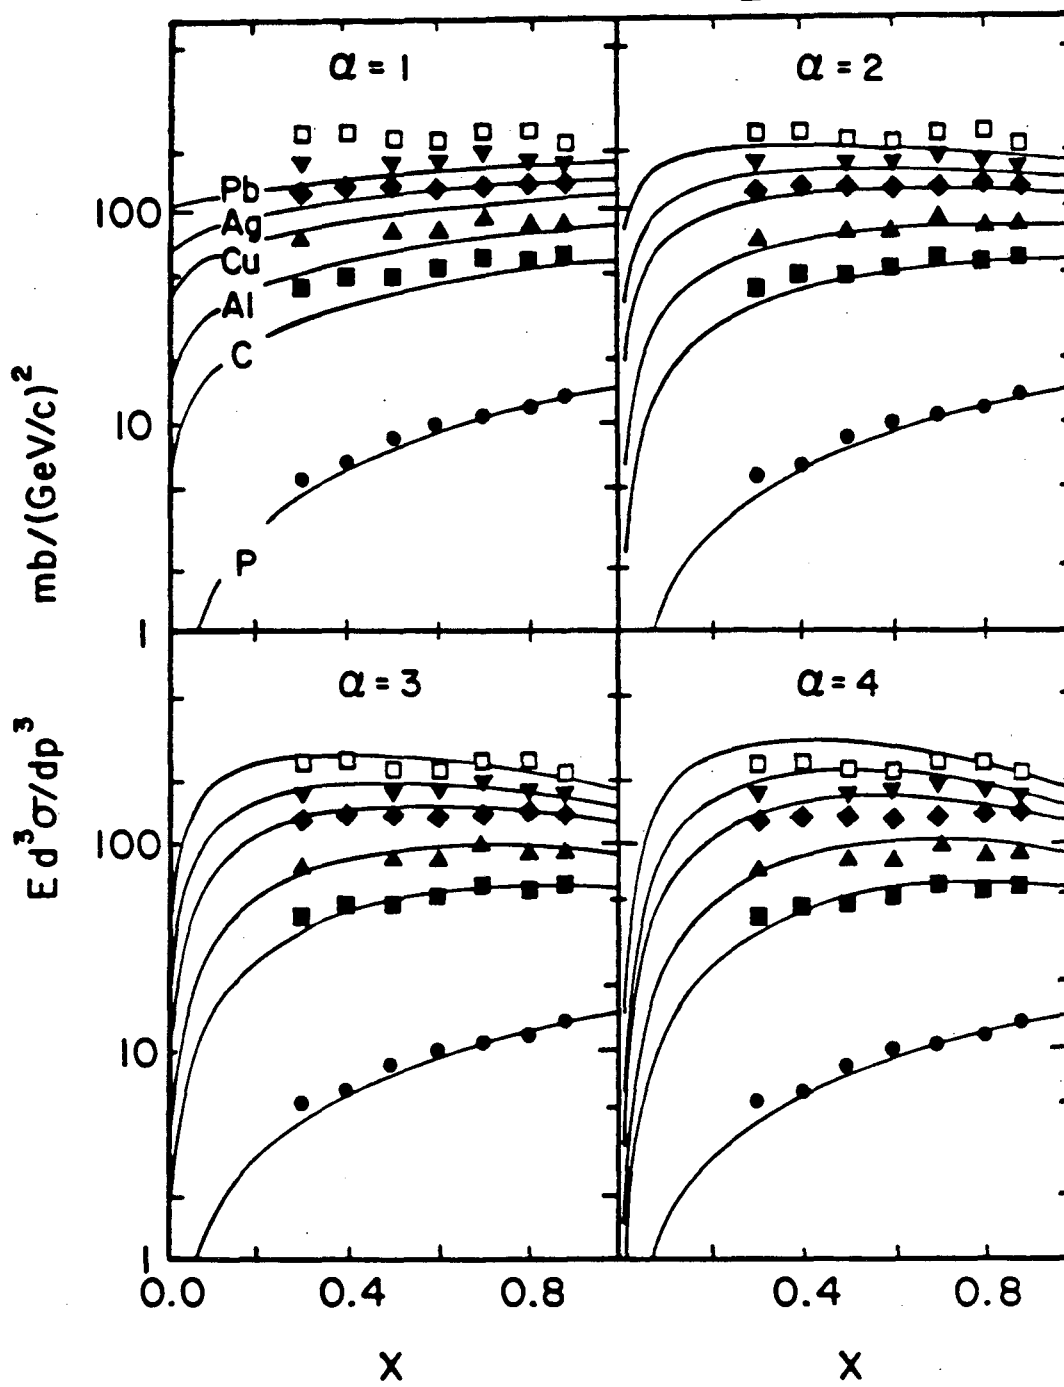 α = 1
α = 2
Pb
Ag
Cu
Al
C
P
100
10
1
mb/(GeV/c)²
α = 3
α = 4
100
10
1
E d³σ/dp³
0.0 0.4 0.8 0.4 0.8
X X